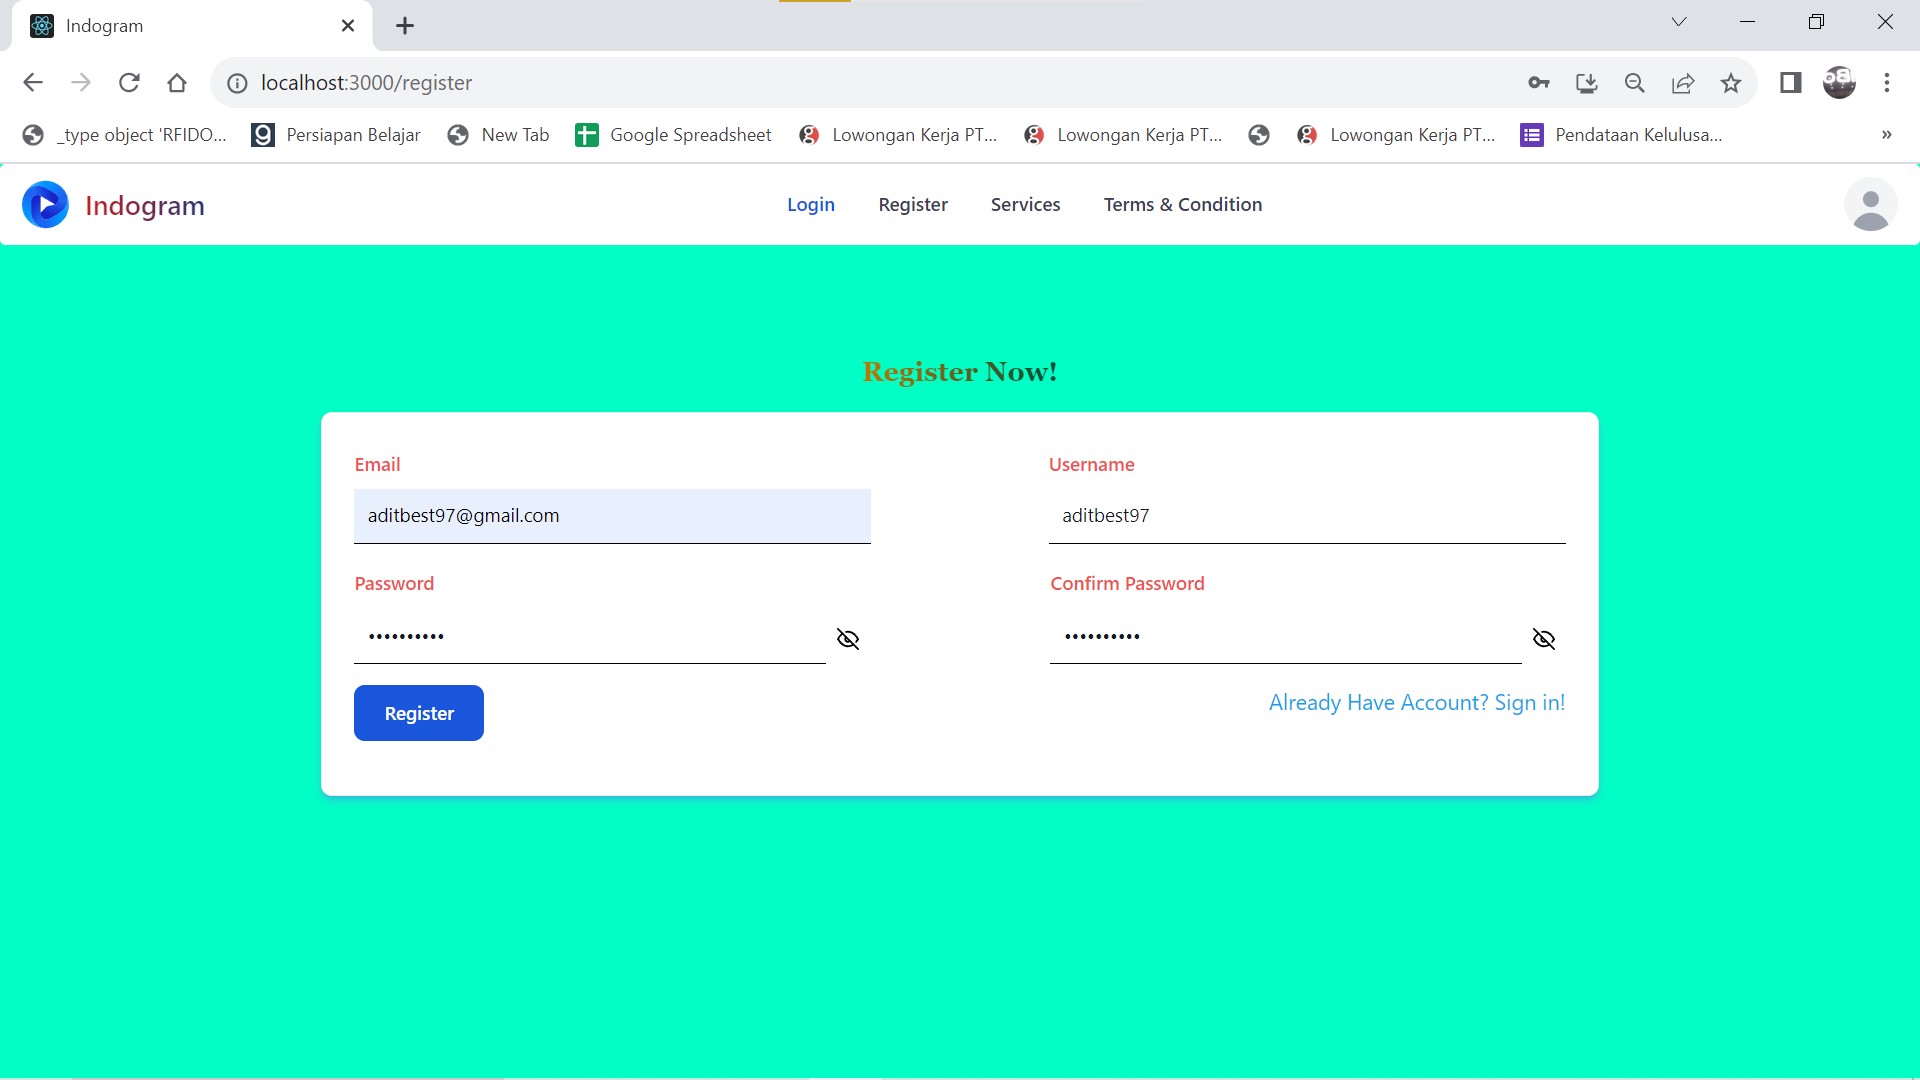 Indogram
localhost:3000/register
_type object 'RFIDO...
Persiapan Belajar
New Tab
Google Spreadsheet
Lowongan Kerja PT...
Lowongan Kerja PT...
Lowongan Kerja PT...
Pendataan Kelulusa...
»
Indogram
Login
Register
Services
Terms & Condition
Register Now!
Email
Username
aditbest97@gmail.com
aditbest97
Password
Confirm Password
••••••••••
••••••••••
Register
Already Have Account? Sign in!